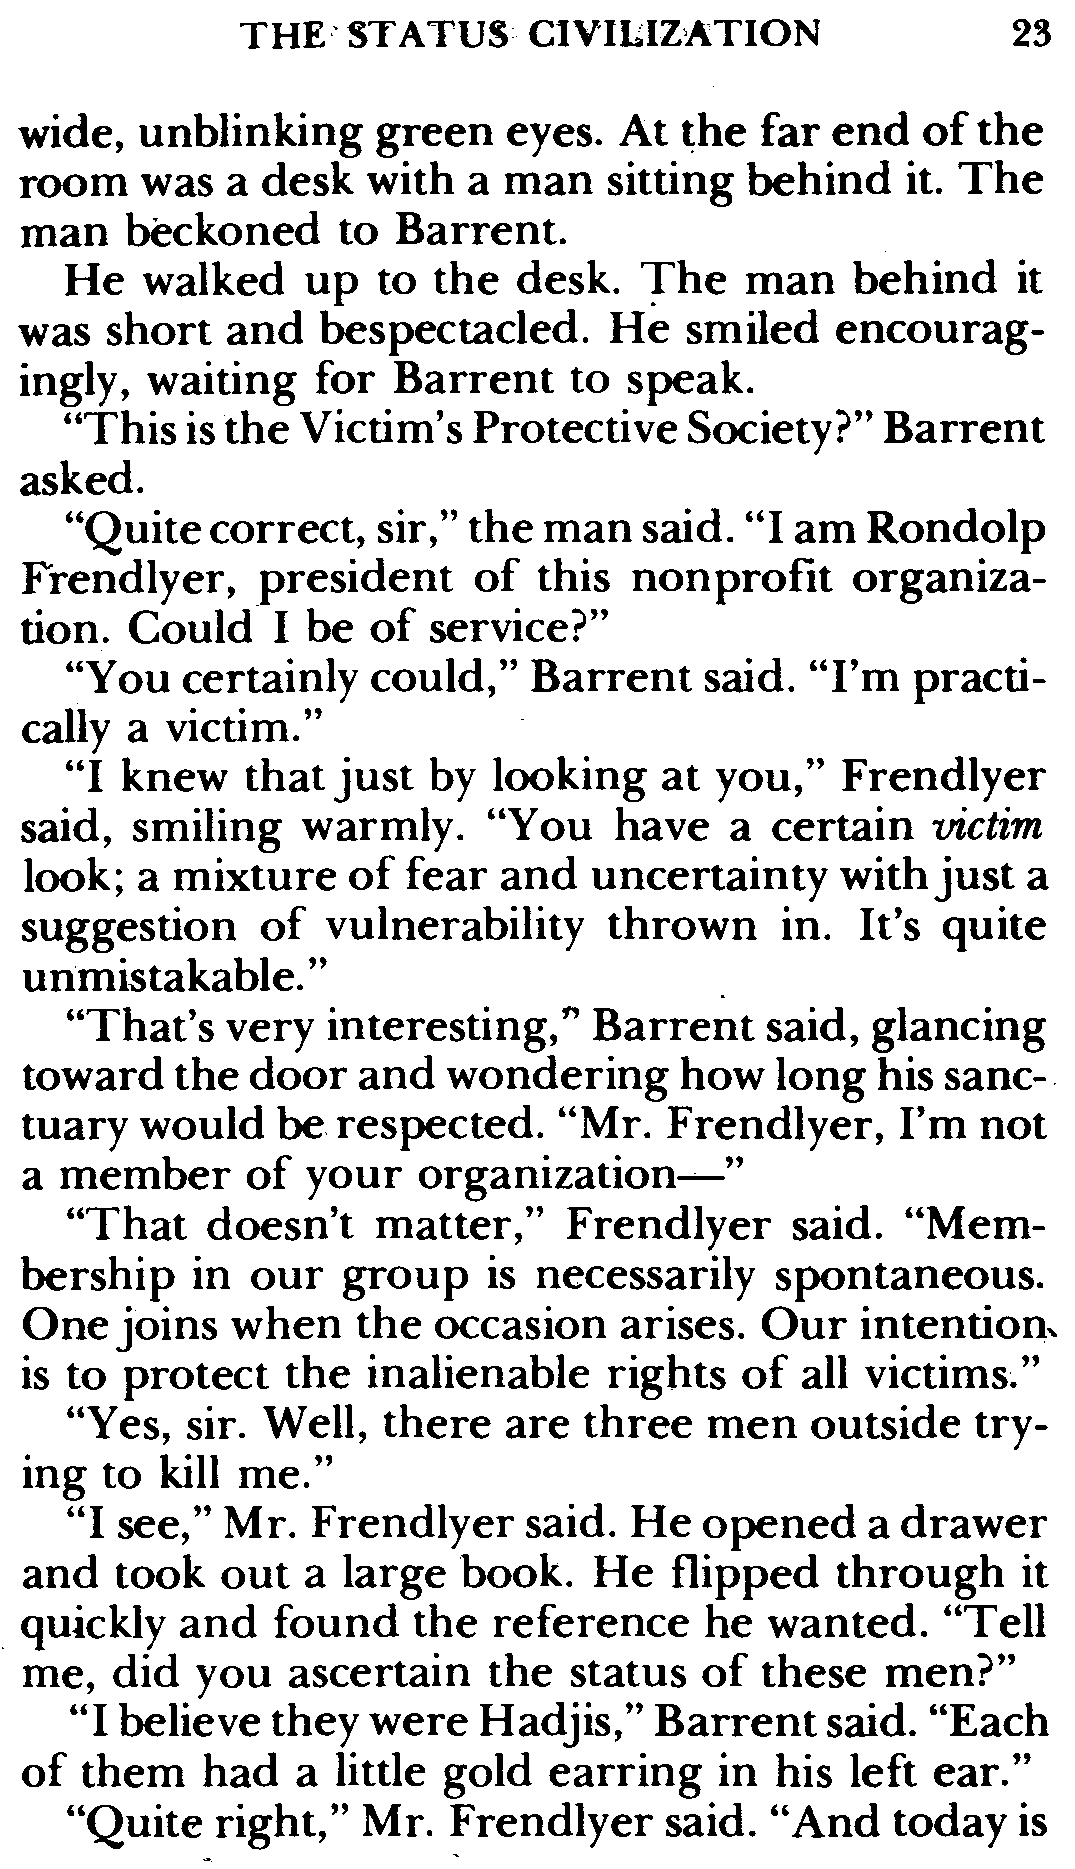 THE STATUS CIVILIZATION 23
wide, unblinking green eyes. At the far end of the
room was a desk with a man sitting behind it. The
man beckoned to Barrent.
He walked up to the desk. The man behind it
was short and bespectacled. He smiled encourag-
ingly, waiting for Barrent to speak.
“This is the Victim’s Protective Society?” Barrent
asked.
“Quite correct, sir,” the man said. “I am Rondolp
Frendlyer, president of this nonprofit organiza-
tion. Could I be of service?”
“You certainly could,” Barrent said. “I’m practi-
cally a victim.”
“I knew that just by looking at you,” Frendlyer
said, smiling warmly. “You have a certain victim
look; a mixture of fear and uncertainty with just a
suggestion of vulnerability thrown in. It’s quite
unmistakable.”
“That’s very interesting,” Barrent said, glancing
toward the door and wondering how long his sanc-
tuary would be respected. “Mr. Frendlyer, I’m not
a member of your organization—”
“That doesn’t matter,” Frendlyer said. “Mem-
bership in our group is necessarily spontaneous.
One joins when the occasion arises. Our intention
is to protect the inalienable rights of all victims.”
“Yes, sir. Well, there are three men outside try-
ing to kill me.”
“I see,” Mr. Frendlyer said. He opened a drawer
and took out a large book. He flipped through it
quickly and found the reference he wanted. “Tell
me, did you ascertain the status of these men?”
“I believe they were Hadjis,” Barrent said. “Each
of them had a little gold earring in his left ear.”
“Quite right,” Mr. Frendlyer said. “And today is